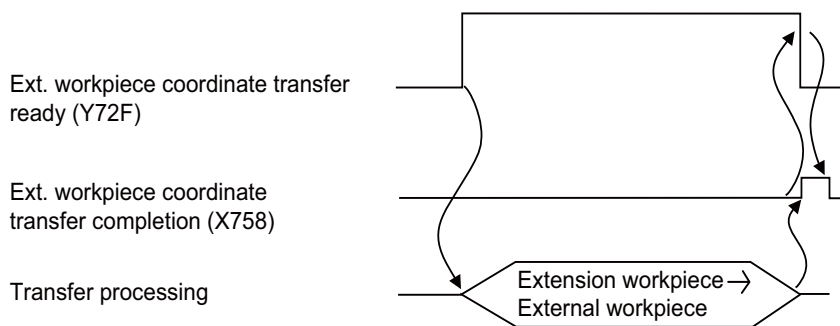 Ext. workpiece coordinate transfer
ready (Y72F)
Ext. workpiece coordinate
transfer completion (X758)
Transfer processing
Extension workpiece →
External workpiece